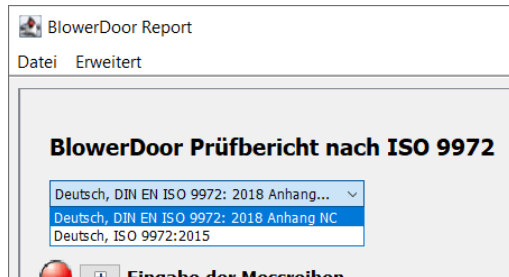 BlowerDoor Report
Datei Erweitert
BlowerDoor Prüfbericht nach ISO 9972
Deutsch, DIN EN ISO 9972: 2018 Anhang...
Deutsch, DIN EN ISO 9972: 2018 Anhang NC
Deutsch, ISO 9972:2015
Eingabe der Messreihen